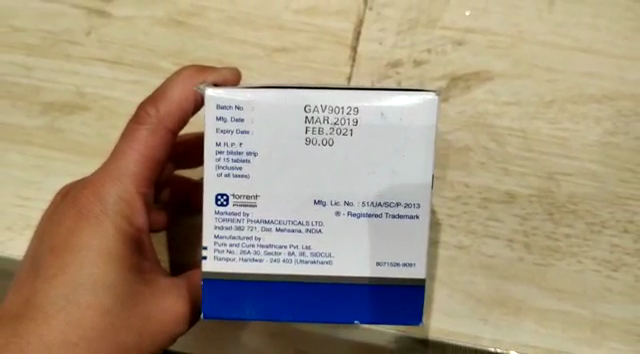 Batch No. : GAV90129
Mfg. Date : MAR.2019
Expiry Date : FEB.2021
M.R.P. ₹ 90.00
per blister strip
of 15 tablets
(Inclusive
of all taxes)
torrent
PHARMA
Mfg. Lic. No. : 51/UA/SC/P-2013
® - Registered Trademark
Marketed by :
TORRENT PHARMACEUTICALS LTD.
Indrad-382 721, Dist. Mehsana, INDIA.
Manufactured by :
Pure and Cure Healthcare Pvt. Ltd.
Plot No. 26A-30, Sector - 8A, IIE, SIDCUL,
Ranipur, Haridwar - 249 403 (Uttarakhand)
8071526-9091